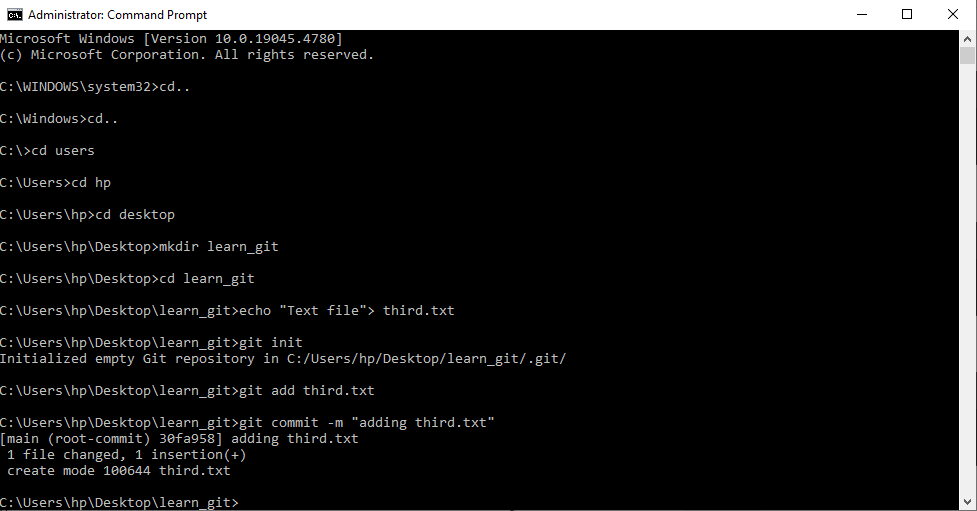 Administrator: Command Prompt
Microsoft Windows [Version 10.0.19045.4780]
(c) Microsoft Corporation. All rights reserved.
C:\WINDOWS\system32>cd..
C:\Windows>cd..
C:\>cd users
C:\Users>cd hp
C:\Users\hp>cd desktop
C:\Users\hp\Desktop>mkdir learn_git
C:\Users\hp\Desktop>cd learn_git
C:\Users\hp\Desktop\learn_git>echo "Text file"> third.txt
C:\Users\hp\Desktop\learn_git>git init
Initialized empty Git repository in C:/Users/hp/Desktop/learn_git/.git/
C:\Users\hp\Desktop\learn_git>git add third.txt
C:\Users\hp\Desktop\learn_git>git commit -m "adding third.txt"
[main (root-commit) 30fa958] adding third.txt
 1 file changed, 1 insertion(+)
 create mode 100644 third.txt
C:\Users\hp\Desktop\learn_git>